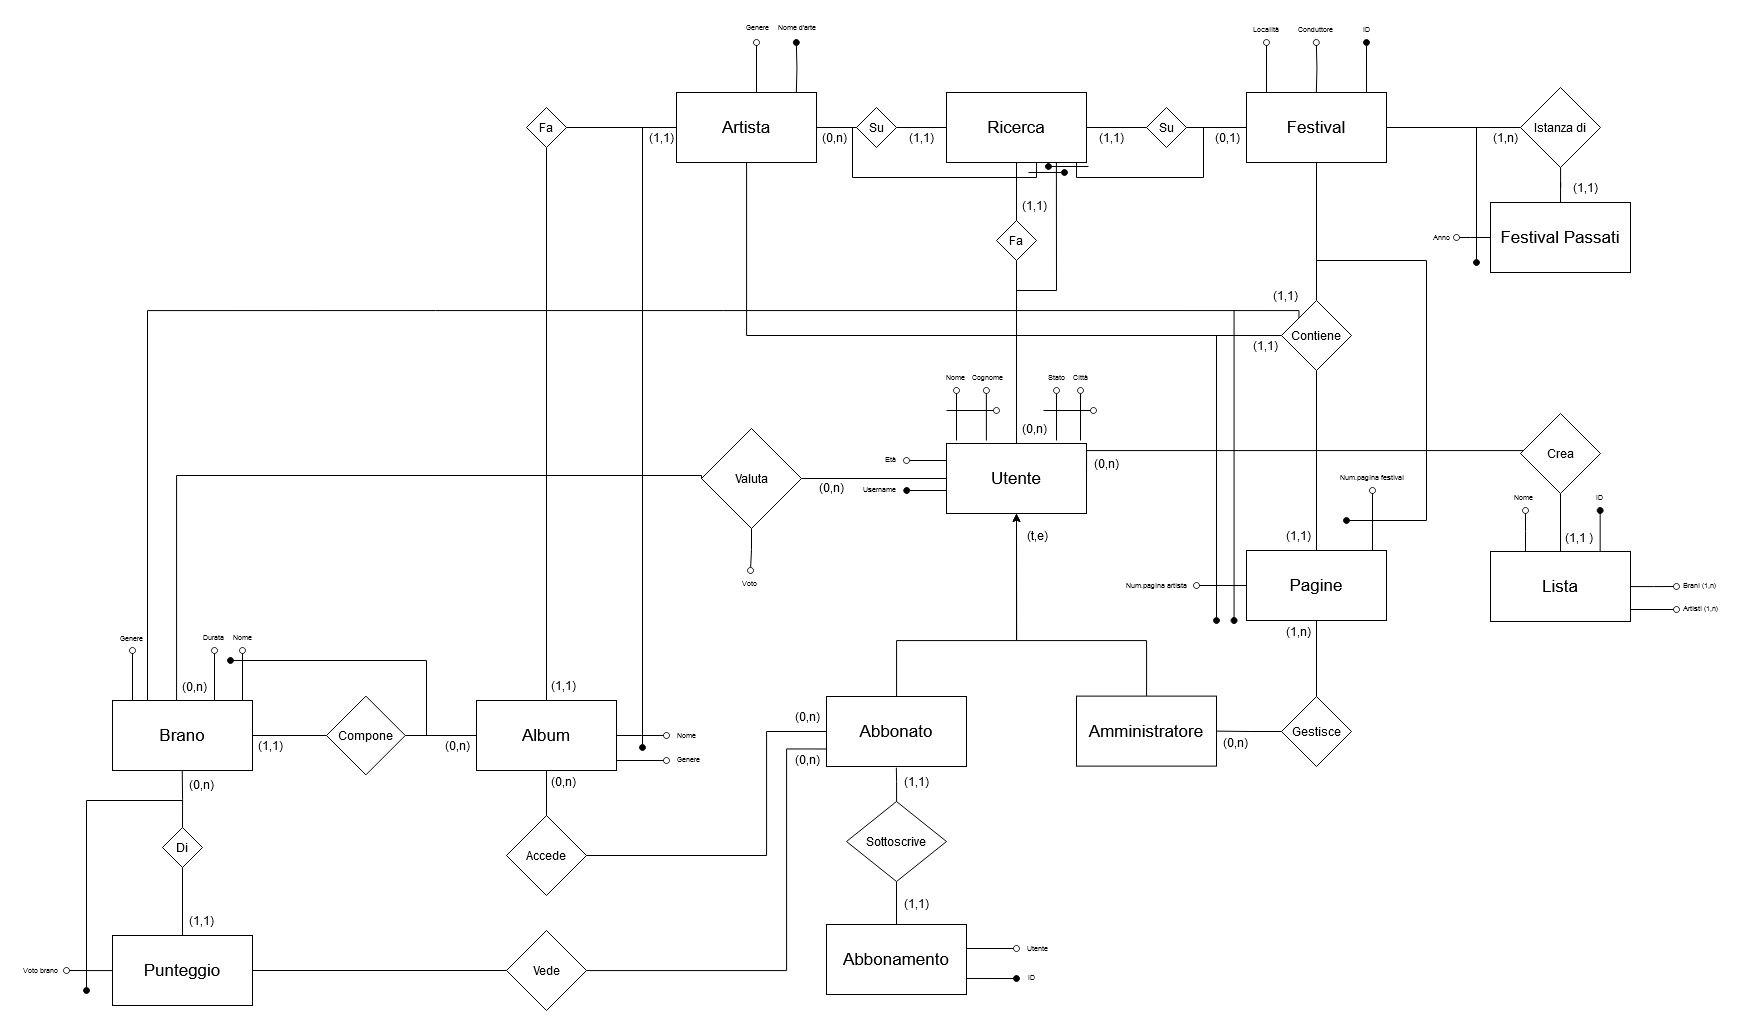 Genere
Nome d'arte
Località
Conduttore
ID
Fa
(1,1)
Artista
(0,n)
Su
(1,1)
Ricerca
(1,1)
Su
(0,1)
Festival
(1,n)
Istanza di
(1,1)
(1,1)
Fa
Anno
Festival Passati
(1,1)
Contiene
(1,1)
Nome
Cognome
Stato
Città
(0,n)
Età
Username
Utente
(0,n)
Valuta
(0,n)
Voto
(t,e)
Crea
Num.pagina festival
Nome
ID
(1,1)
(1,1 )
Num.pagina artista
Pagine
Lista
Brani (1,n)
Artisti (1,n)
(1,n)
Genere
Durata
Nome
(0,n)
(1,1)
Brano
(1,1)
Compone
(0,n)
Album
Nome
Genere
(0,n)
(0,n)
Abbonato
Amministratore
(0,n)
Gestisce
(0,n)
(0,n)
(1,1)
Di
Accede
Sottoscrive
(1,1)
(1,1)
Voto brano
Punteggio
Vede
Abbonamento
Utente
ID